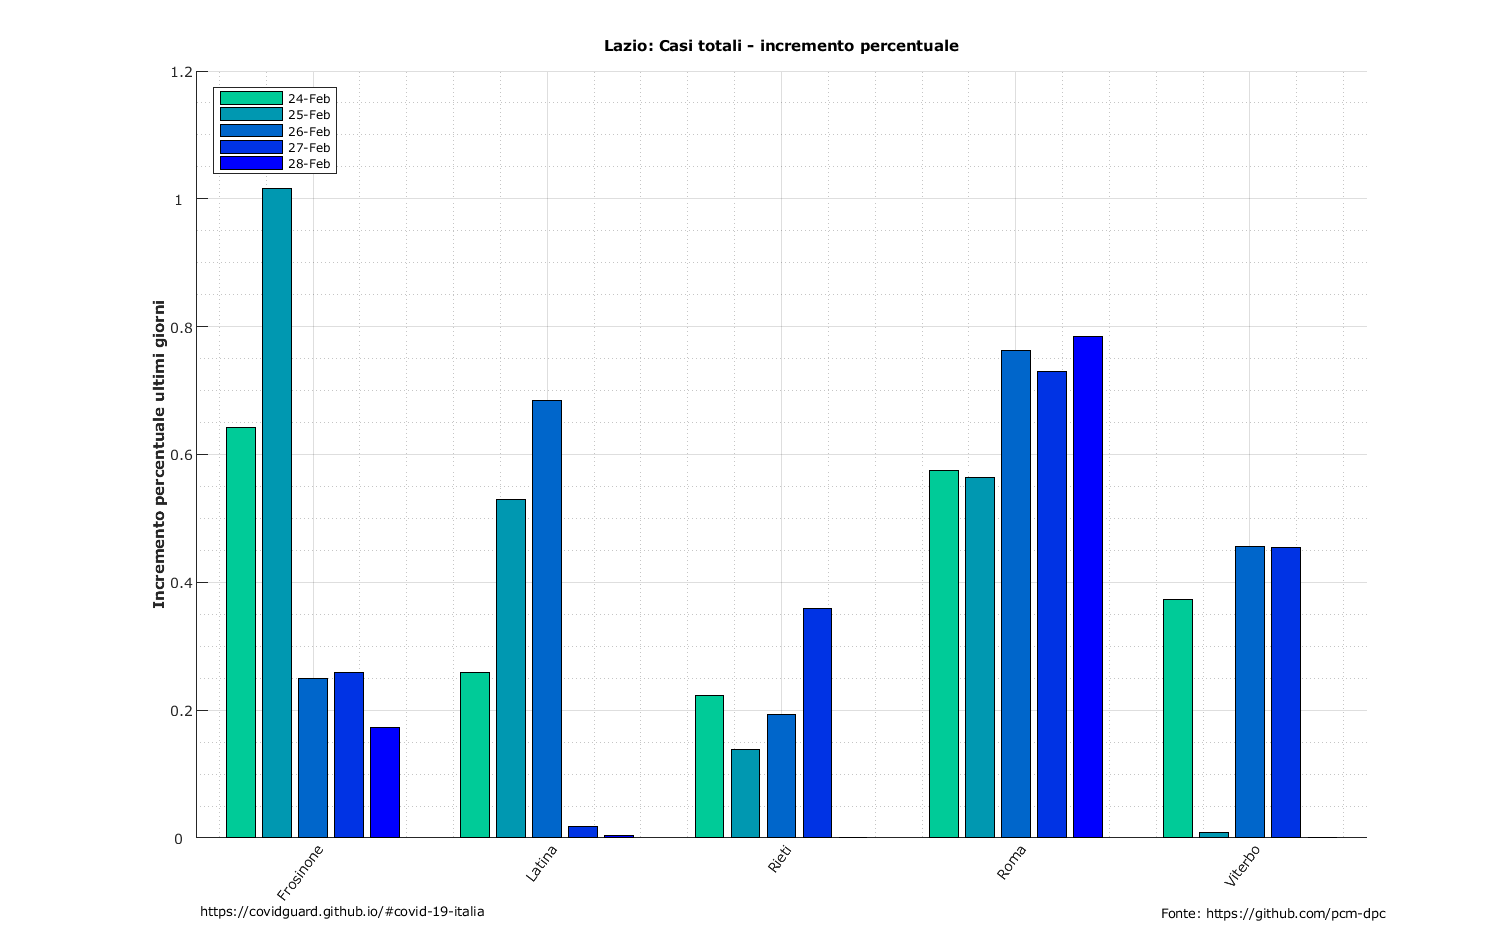 Lazio: Casi totali - incremento percentuale
1.2
1
0.8
0.6
0.4
0.2
0
Incremento percentuale ultimi giorni
24-Feb
25-Feb
26-Feb
27-Feb
28-Feb
Frosinone
Latina
Rieti
Roma
Viterbo
https://covidguard.github.io/#covid-19-italia
Fonte: https://github.com/pcm-dpc